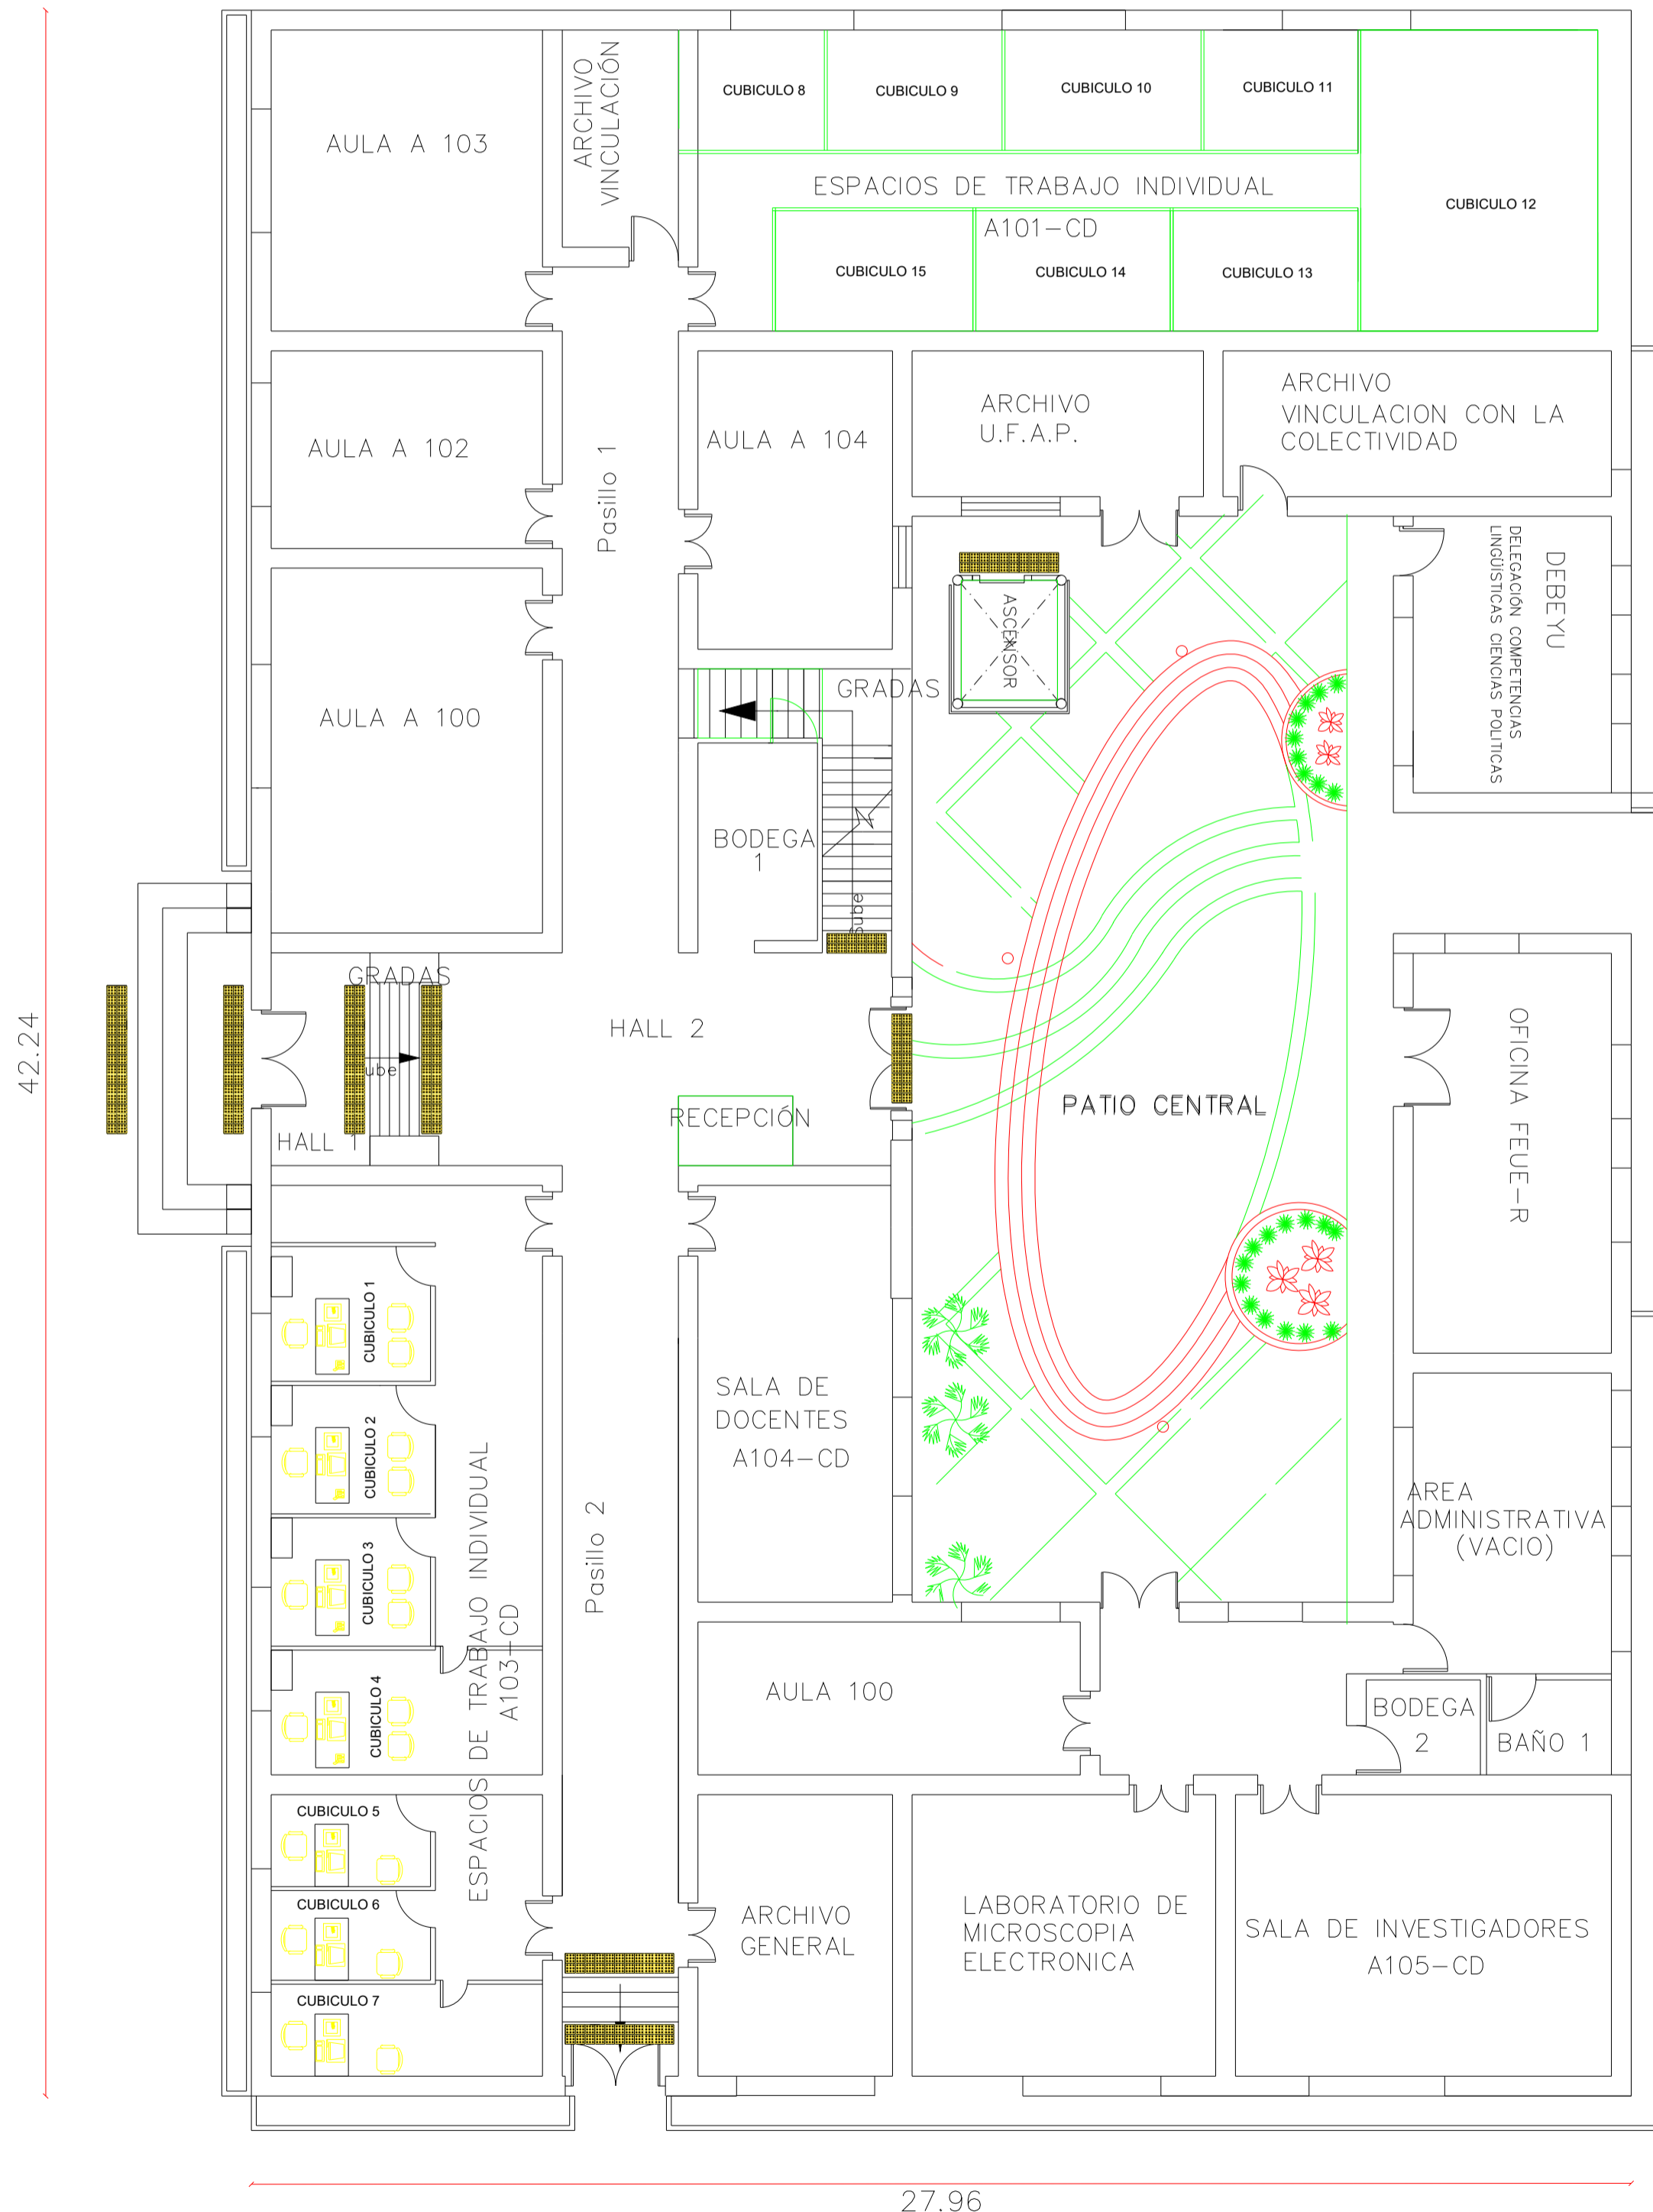 CUBICULO 8
CUBICULO 9
CUBICULO 10
CUBICULO 11
ARCHIVO
VINCULACIÓN
AULA A 103
ESPACIOS DE TRABAJO INDIVIDUAL
A101-CD
CUBICULO 12
CUBICULO 15
CUBICULO 14
CUBICULO 13
AULA A 102
Pasillo 1
AULA A 104
ARCHIVO
U.F.A.P.
ARCHIVO
VINCULACION CON LA
COLECTIVIDAD
DEBEYU
DELEGACIÓN COMPETENCIAS
LINGÜÍSTICAS CIENCIAS POLITICAS
ASCENSOR
AULA A 100
GRADAS
BODEGA
1
Sube
GRADAS
HALL 2
ube
HALL 1
RECEPCIÓN
PATIO CENTRAL
OFICINA FEUE-R
42.24
CUBICULO 1
CUBICULO 2
CUBICULO 3
CUBICULO 4
ESPACIOS DE TRABAJO INDIVIDUAL
A103-CD
Pasillo 2
SALA DE
DOCENTES
A104-CD
AREA
ADMINISTRATIVA
(VACIO)
AULA 100
BODEGA
2
BAÑO 1
CUBICULO 5
CUBICULO 6
CUBICULO 7
ARCHIVO
GENERAL
LABORATORIO DE
MICROSCOPIA
ELECTRONICA
SALA DE INVESTIGADORES
A105-CD
27.96